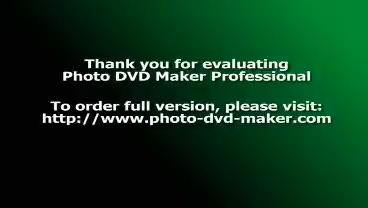 Thank you for evaluating
Photo DVD Maker Professional
To order full version, please visit:
http://www.photo-dvd-maker.com